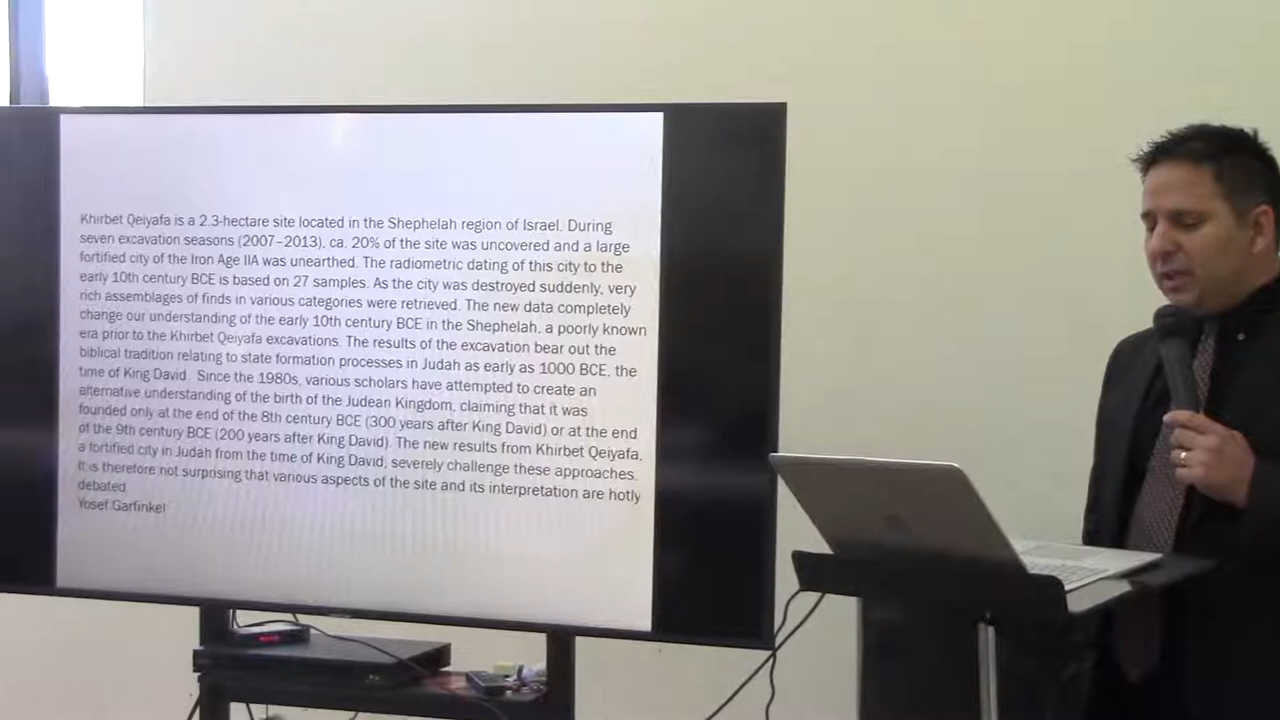 Khirbet Qeiyafa is a 2.3-hectare site located in the Shephelah region of Israel. During
seven excavation seasons (2007–2013), ca. 20% of the site was uncovered and a large
fortified city of the Iron Age IIA was unearthed. The radiometric dating of this city to the
early 10th century BCE is based on 27 samples. As the city was destroyed suddenly, very
rich assemblages of finds in various categories were retrieved. The new data completely
change our understanding of the early 10th century BCE in the Shephelah, a poorly known
era prior to the Khirbet Qeiyafa excavations. The results of the excavation bear out the
biblical tradition relating to state formation processes in Judah as early as 1000 BCE, the
time of King David. Since the 1980s, various scholars have attempted to create an
alternative understanding of the birth of the Judean Kingdom, claiming that it was
founded only at the end of the 8th century BCE (300 years after King David) or at the end
of the 9th century BCE (200 years after King David). The new results from Khirbet Qeiyafa,
a fortified city in Judah from the time of King David, severely challenge these approaches.
It is therefore not surprising that various aspects of the site and its interpretation are hotly
debated
Yosef Garfinkel